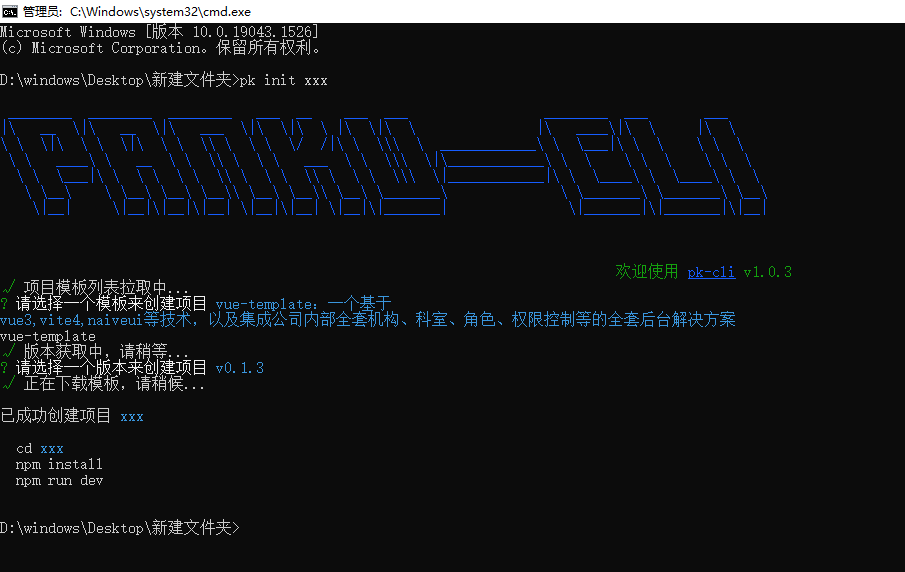 管理员: C:\Windows\system32\cmd.exe
Microsoft Windows [版本 10.0.19043.1526]
(c) Microsoft Corporation。保留所有权利。
D:\windows\Desktop\新建文件夹>pk init xxx
PANKU-CLI
欢迎使用 pk-cli v1.0.3
√ 项目模板列表拉取中...
? 请选择一个模板来创建项目 vue-template：一个基于
vue3,vite4,naiveui等技术，以及集成公司内部全套机构、科室、角色、权限控制等的全套后台解决方案
vue-template
√ 版本获取中，请稍等...
? 请选择一个版本来创建项目 v0.1.3
√ 正在下载模板，请稍候...
已成功创建项目 xxx
cd xxx
npm install
npm run dev
D:\windows\Desktop\新建文件夹>